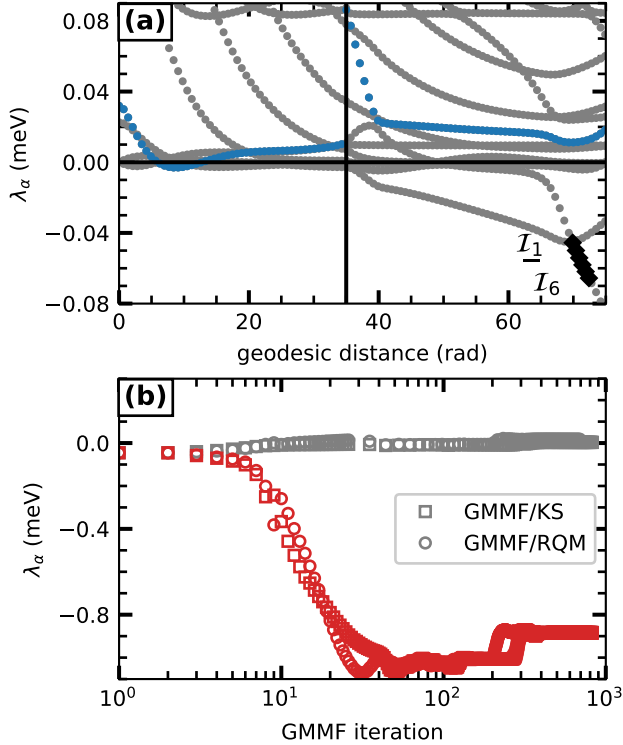 (a)
0.08
0.04
0.00
−0.04
−0.08
λα (meV)
ℐ1
ℐ6
0 20 40 60
geodesic distance (rad)
(b)
0.0
−0.4
−0.8
λα (meV)
GMMF/KS
GMMF/RQM
10^0 10^1 10^2 10^3
GMMF iteration